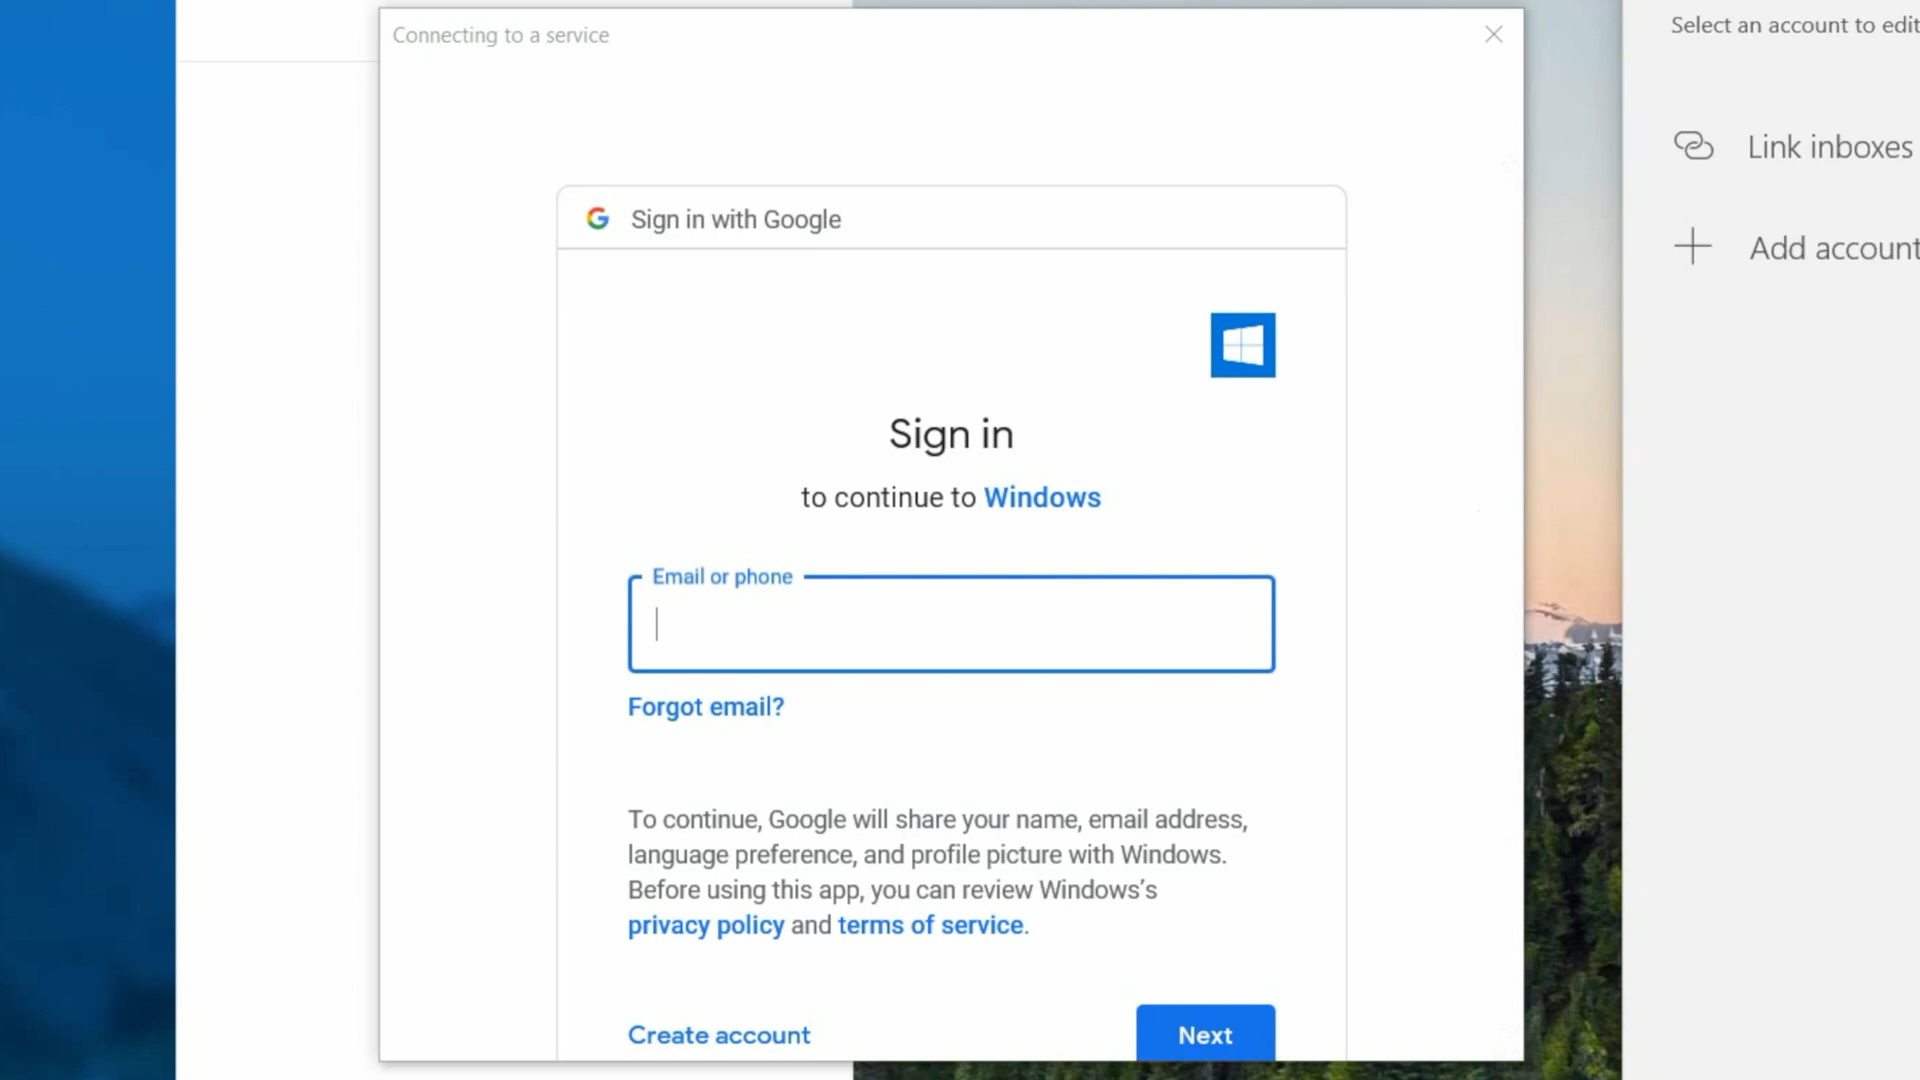 Connecting to a service
Select an account to edit
Link inboxes
Add account
Sign in with Google
Sign in
to continue to Windows
Email or phone
Forgot email?
To continue, Google will share your name, email address,
language preference, and profile picture with Windows.
Before using this app, you can review Windows's
privacy policy and terms of service.
Create account
Next